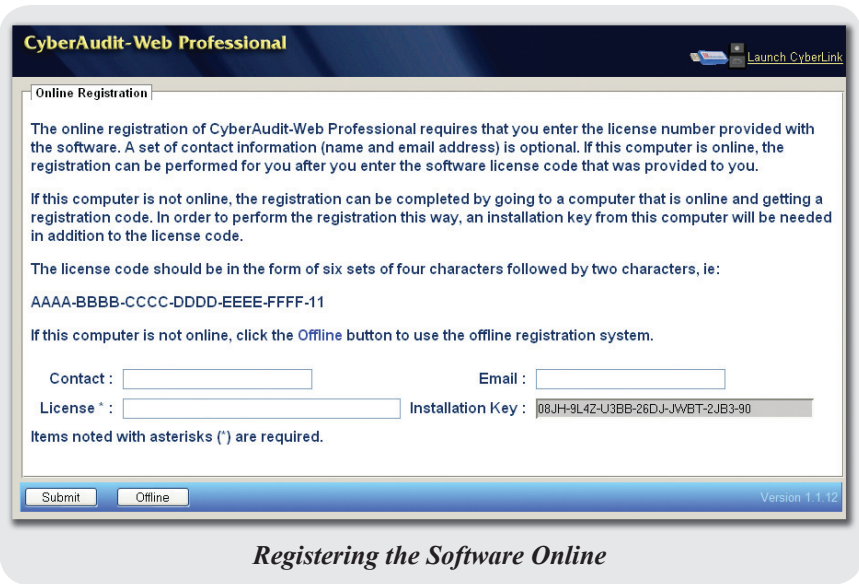 CyberAudit-Web Professional
Launch CyberLink
Online Registration
The online registration of CyberAudit-Web Professional requires that you enter the license number provided with
the software. A set of contact information (name and email address) is optional. If this computer is online, the
registration can be performed for you after you enter the software license code that was provided to you.
If this computer is not online, the registration can be completed by going to a computer that is online and getting a
registration code. In order to perform the registration this way, an installation key from this computer will be needed
in addition to the license code.
The license code should be in the form of six sets of four characters followed by two characters, ie:
AAAA-BBBB-CCCC-DDDD-EEEE-FFFF-11
If this computer is not online, click the Offline button to use the offline registration system.
Contact : Email :
License * : Installation Key : 08JH-9L4Z-U3BB-26DJ-JWBT-2JB3-90
Items noted with asterisks (*) are required.
Submit Offline Version 1.1.12
Registering the Software Online